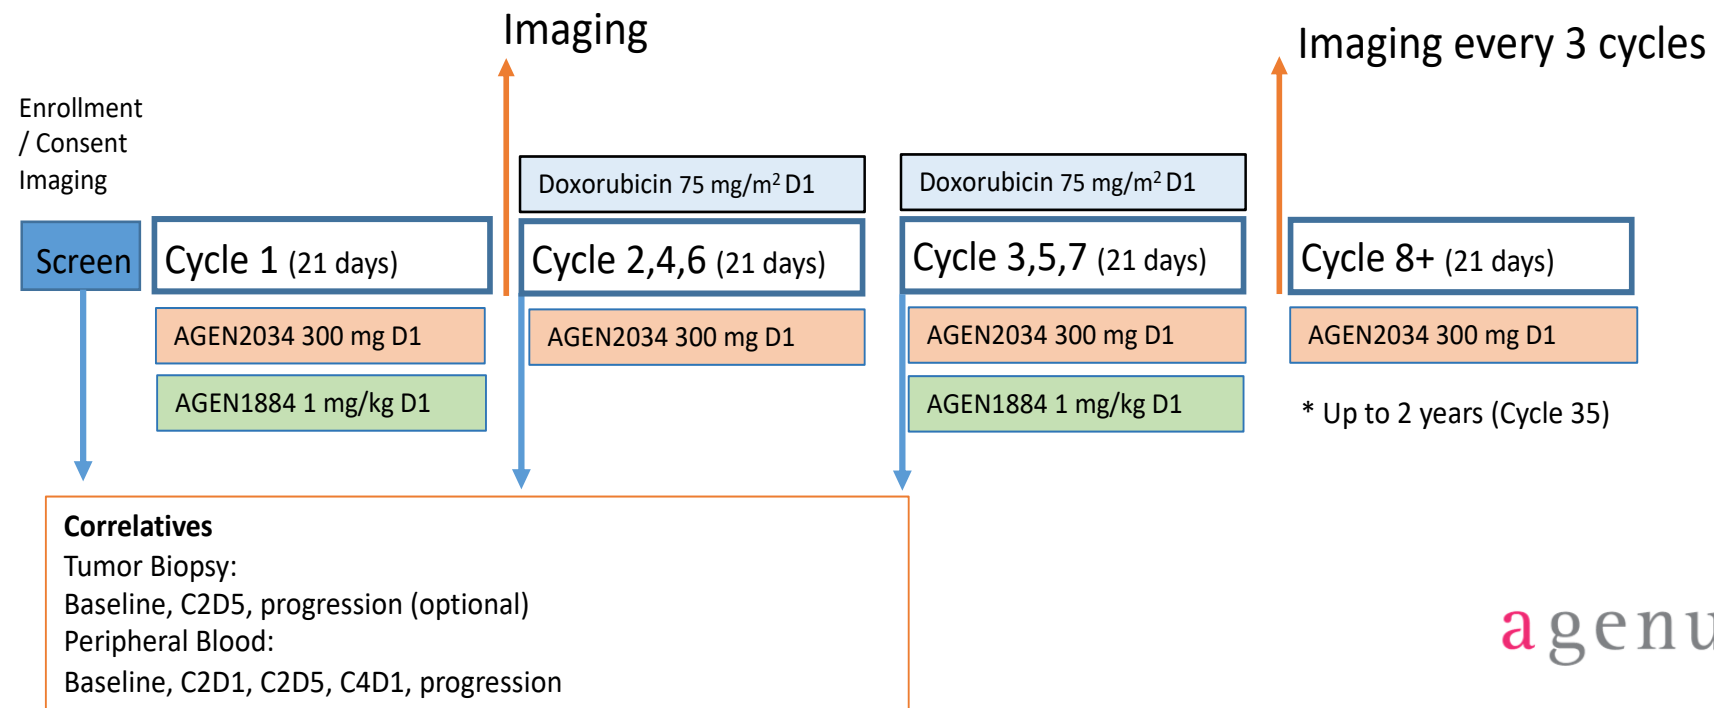 Imaging
Imaging every 3 cycles
Enrollment
/ Consent
Imaging
Doxorubicin 75 mg/m² D1
Doxorubicin 75 mg/m² D1
Screen
Cycle 1 (21 days)
Cycle 2,4,6 (21 days)
Cycle 3,5,7 (21 days)
Cycle 8+ (21 days)
AGEN2034 300 mg D1
AGEN2034 300 mg D1
AGEN2034 300 mg D1
AGEN2034 300 mg D1
AGEN1884 1 mg/kg D1
AGEN1884 1 mg/kg D1
* Up to 2 years (Cycle 35)
Correlatives
Tumor Biopsy:
Baseline, C2D5, progression (optional)
Peripheral Blood:
Baseline, C2D1, C2D5, C4D1, progression
agenu